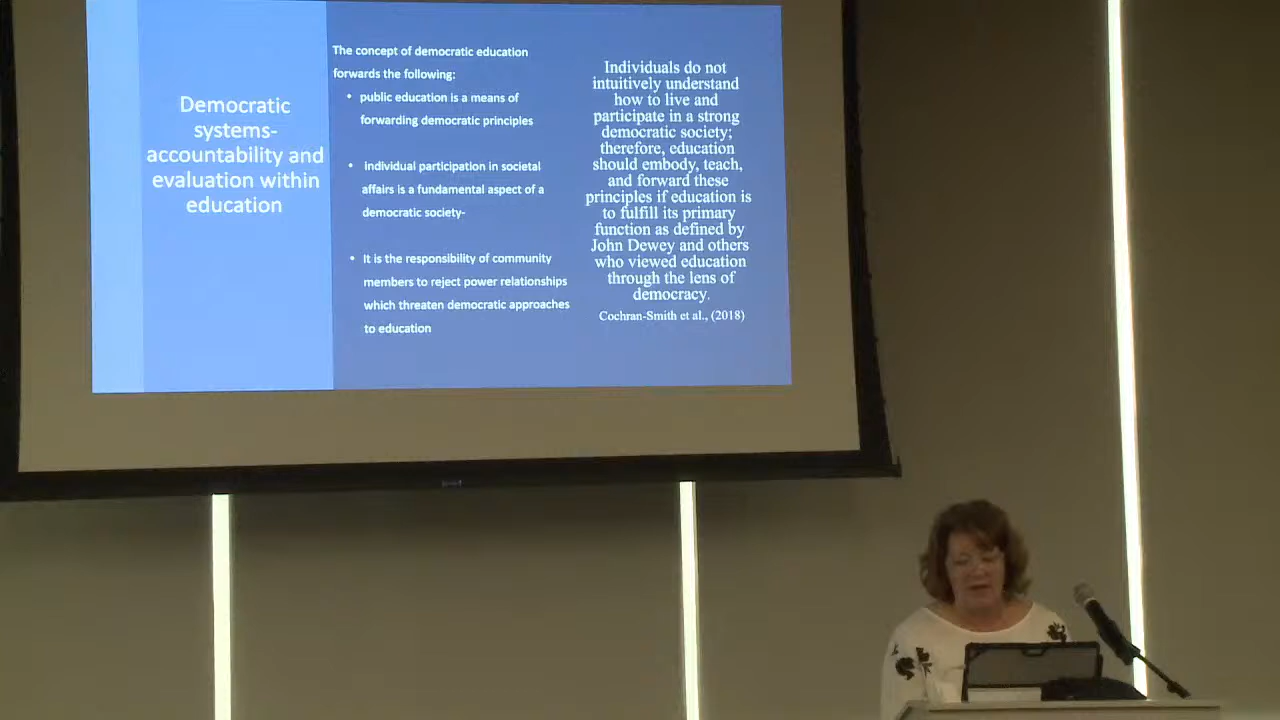 Democratic
systems-
accountability and
evaluation within
education
The concept of democratic education
forwards the following:
• public education is a means of
forwarding democratic principles
• individual participation in societal
affairs is a fundamental aspect of a
democratic society-
• It is the responsibility of community
members to reject power relationships
which threaten democratic approaches
to education
Individuals do not
intuitively understand
how to live and
participate in a strong
democratic society;
therefore, education
should embody, teach,
and forward these
principles if education is
to fulfill its primary
function as defined by
John Dewey and others
who viewed education
through the lens of
democracy.
Cochran-Smith et al., (2018)